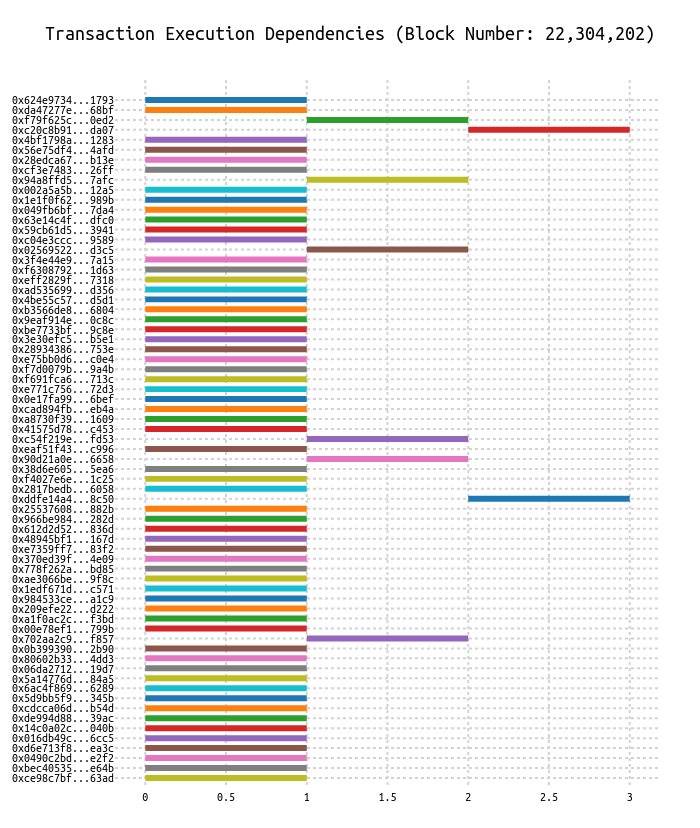 Transaction Execution Dependencies (Block Number: 22,304,202)
0x624e9734...1793
0xda47277e...68bf
0xf79f625c...0ed2
0xc20c8b91...da07
0x4bf1798a...1283
0x56e75df4...4afd
0x28edca67...b13e
0xcf3e7483...26ff
0x94a8ffd5...7afc
0x002a5a5b...12a5
0x1e1f0f62...989b
0x049fb6bf...7da4
0x63e14c4f...dfc0
0x59cb61d5...3941
0xc04e3ccc...9589
0x02569522...d3c5
0x3f4e44e9...7a15
0xf6308792...1d63
0xeff2829f...7318
0xad535699...d356
0x4be55c57...d5d1
0xb3566de8...6804
0x9eaf914e...0c8c
0xbe7733bf...9c8e
0x3e30efc5...b5e1
0x28934386...753e
0xe75bb0d6...c0e4
0xf7d0079b...9a4b
0xf691fca6...713c
0xe771c756...72d3
0x0e17fa99...6bef
0xcad894fb...eb4a
0xa8730f39...1609
0x41575d78...c453
0xc54f219e...fd53
0xeaf51f43...c996
0x90d21a0e...6658
0x38d6e605...5ea6
0xf4027e6e...1c25
0x2817bedb...6058
0xddfe14a4...8c50
0x25537608...882b
0x966be984...282d
0x612d2d52...836d
0x48945bf1...167d
0xe7359ff7...83f2
0x370ed39f...4e09
0x778f262a...bd85
0xae3066be...9f8c
0x1edf671d...c571
0x984533ce...a1c9
0x209efe22...d222
0xa1f0ac2c...f3bd
0x00e78ef1...799b
0x702aa2c9...f857
0x0b399390...2b90
0x80602b33...4dd3
0x06da2712...19d7
0x5a14776d...84a5
0x6ac4f869...6289
0x5d9bb5f9...345b
0xcdcca06d...b54d
0xde994d88...39ac
0x14c0a02c...040b
0x016db49c...6cc5
0xd6e713f8...ea3c
0x0490c2bd...e2f2
0xbec40535...e64b
0xce98c7bf...63ad
0 0.5 1 1.5 2 2.5 3